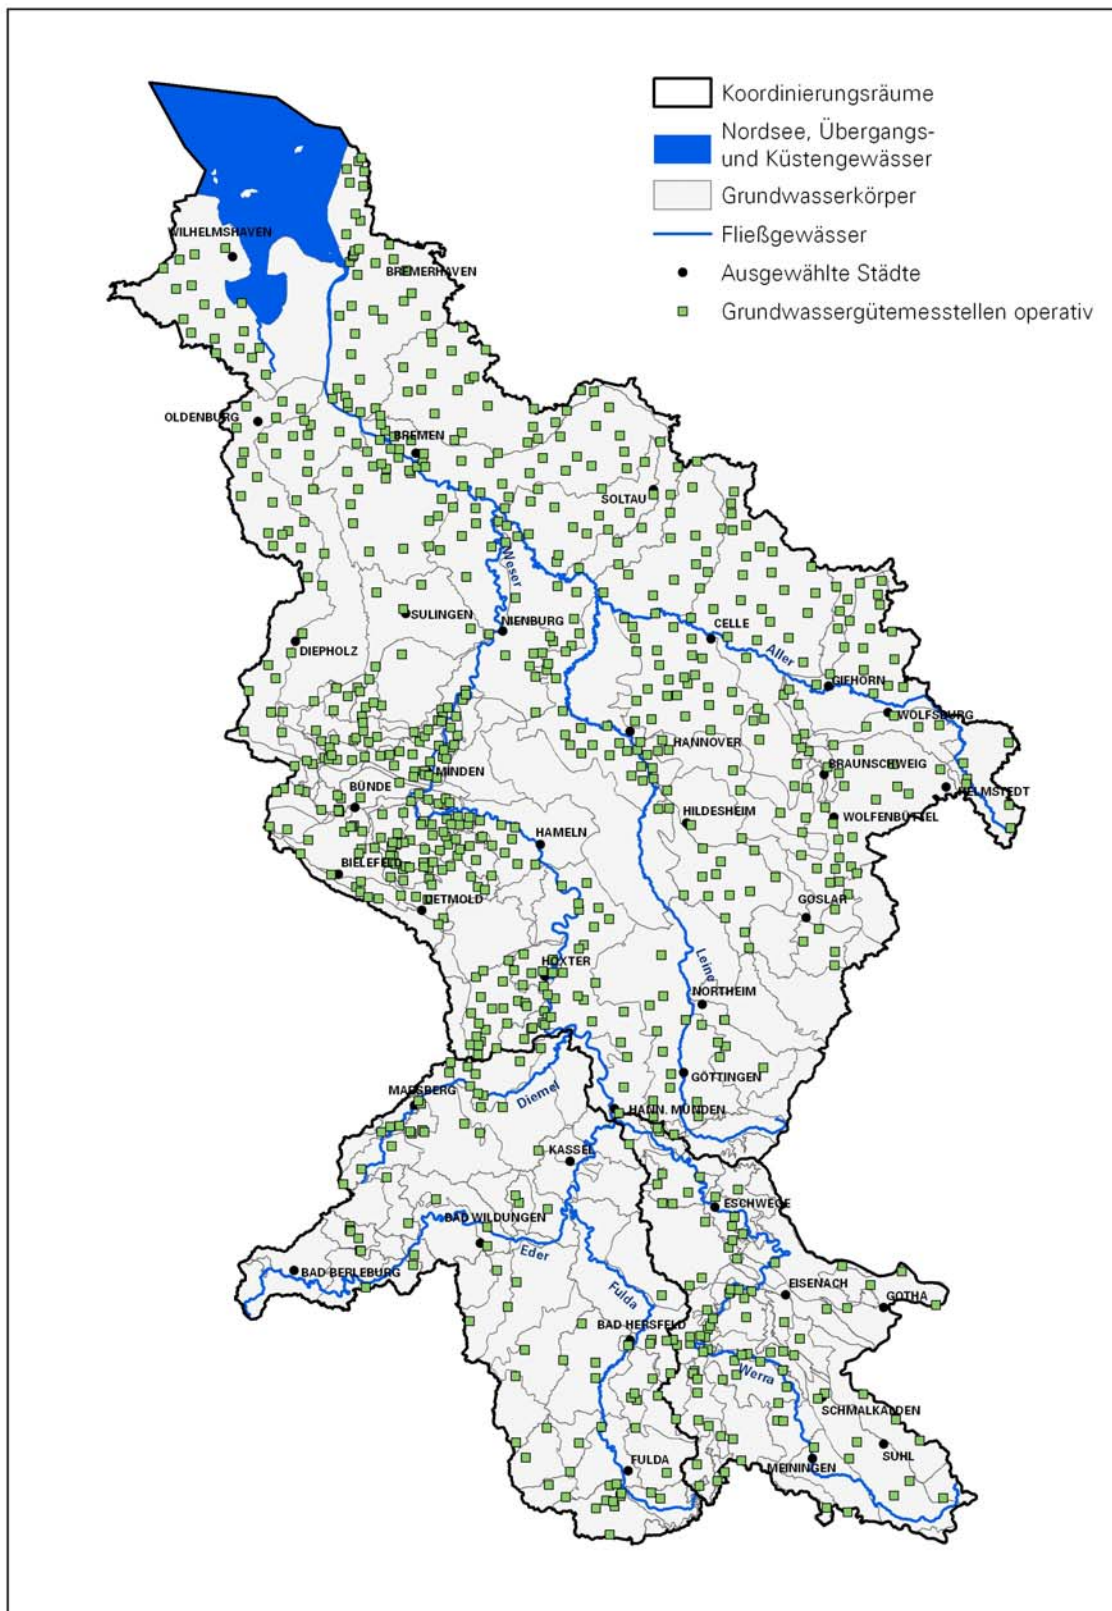 Koordinierungsräume
Nordsee, Übergangs-
und Küstengewässer
Grundwasserkörper
Fließgewässer
Ausgewählte Städte
Grundwassergütemesstellen operativ
WILHELMSHAVEN
BREMERHAVEN
OLDENBURG
BREMEN
SOLTAU
Weser
SULINGEN
NIENBURG
CELLE
DIEPHOLZ
Aller
GIFHORN
WOLFSBURG
HANNOVER
BRAUNSCHWEIG
MINDEN
BÜNDE
HELMSTEDT
HILDESHEIM
WOLFENBÜTTEL
HAMELN
BIELEFELD
DETMOLD
GOSLAR
HÖXTER
Leine
NORTHEIM
GÖTTINGEN
MARSBERG
Diemel
HANN. MÜNDEN
KASSEL
ESCHWEGE
BAD WILDUNGEN
Eder
BAD BERLEBURG
EISENACH
Fulda
GOTHA
BAD HERSFELD
Werra
SCHMALKALDEN
SUHL
FULDA
MEININGEN